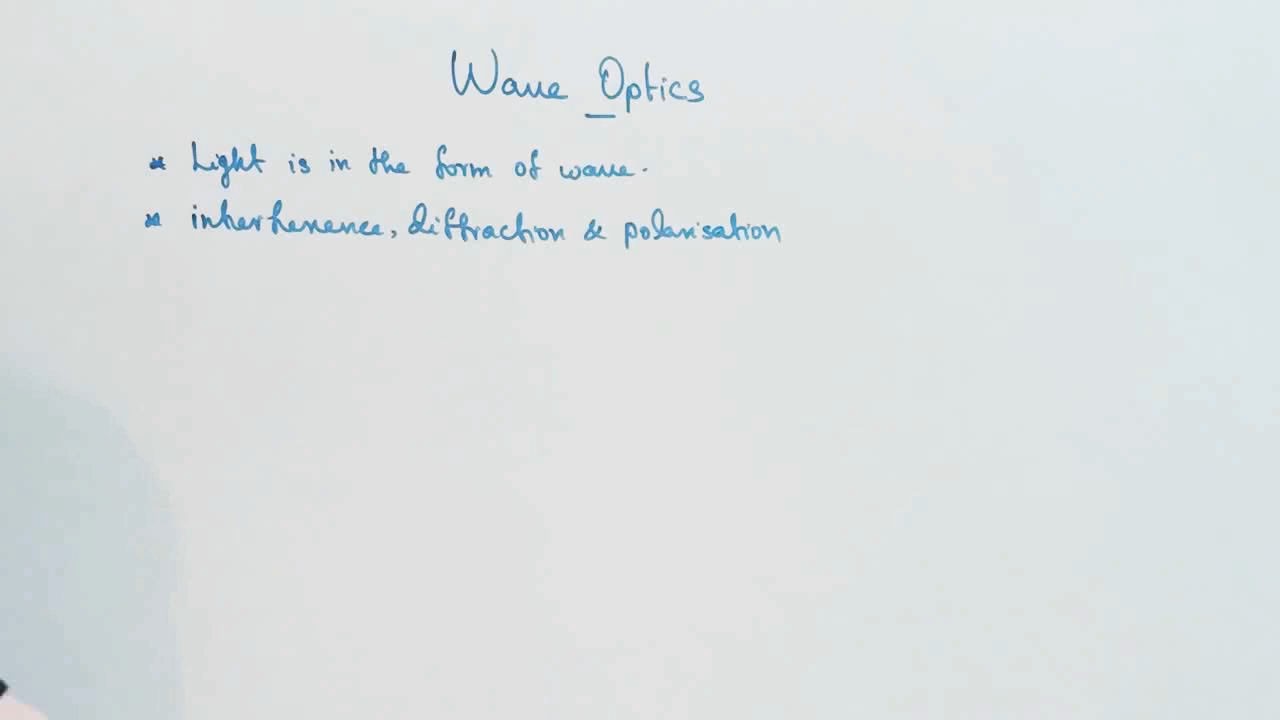 Wave Optics
* Light is in the form of wave.
* interference, diffraction & polarisation